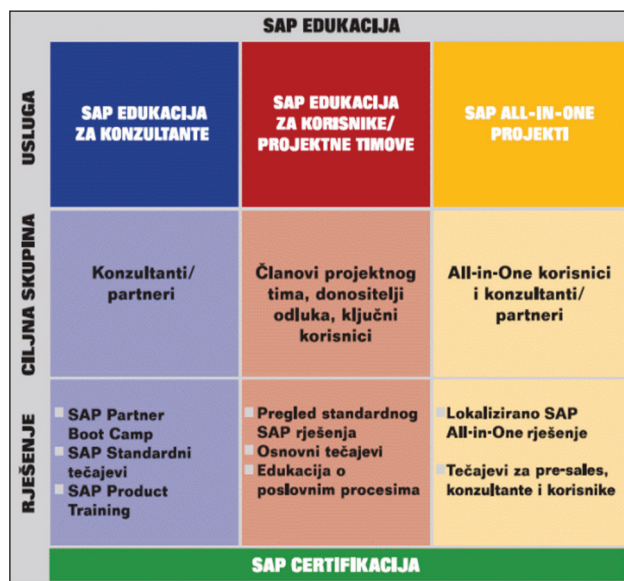 SAP EDUKACIJA
USLUGA
SAP EDUKACIJA
ZA KONZULTANTE
SAP EDUKACIJA
ZA KORISNIKE/
PROJEKTNE TIMOVE
SAP ALL-IN-ONE
PROJEKTI
CILJNA SKUPINA
Konzultanti/
partneri
Članovi projektnog
tima, donositelji
odluka, ključni
korisnici
All-in-One korisnici
i konzultanti/
partneri
RJEŠENJE
SAP Partner
Boot Camp
SAP Standardni
tečajevi
SAP Product
Training
Pregled standardnog
SAP rješenja
Osnovni tečajevi
Edukacija o
poslovnim procesima
Lokalizirano SAP
All-in-One rješenje
Tečajevi za pre-sales,
konzultante i korisnike
SAP CERTIFIKACIJA